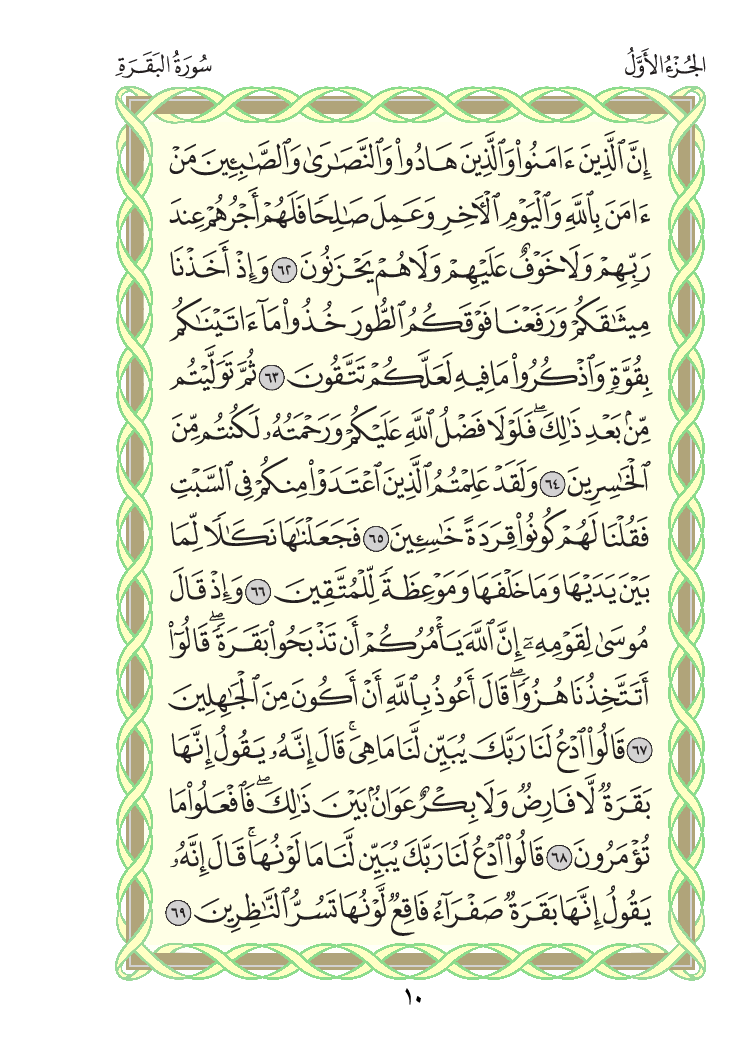 الجُزْءُ الأَوَّلُ
سُورَةُ البَقَرَةِ
إِنَّ ٱلَّذِينَ ءَامَنُوا۟ وَٱلَّذِينَ هَادُوا۟ وَٱلنَّصَـٰرَىٰ وَٱلصَّـٰبِـِٔينَ مَنْ
ءَامَنَ بِٱللَّهِ وَٱلْيَوْمِ ٱلْـَٔاخِرِ وَعَمِلَ صَـٰلِحًا فَلَهُمْ أَجْرُهُمْ عِندَ
رَبِّهِمْ وَلَا خَوْفٌ عَلَيْهِمْ وَلَا هُمْ يَحْزَنُونَ ٦٢ وَإِذْ أَخَذْنَا
مِيثَـٰقَكُمْ وَرَفَعْنَا فَوْقَكُمُ ٱلطُّورَ خُذُوا۟ مَآ ءَاتَيْنَـٰكُم
بِقُوَّةٍ وَٱذْكُرُوا۟ مَا فِيهِ لَعَلَّكُمْ تَتَّقُونَ ٦٣ ثُمَّ تَوَلَّيْتُم
مِّنۢ بَعْدِ ذَٰلِكَ ۖ فَلَوْلَا فَضْلُ ٱللَّهِ عَلَيْكُمْ وَرَحْمَتُهُۥ لَكُنتُم مِّنَ
ٱلْخَـٰسِرِينَ ٦٤ وَلَقَدْ عَلِمْتُمُ ٱلَّذِينَ ٱعْتَدَوْا۟ مِنكُمْ فِى ٱلسَّبْتِ
فَقُلْنَا لَهُمْ كُونُوا۟ قِرَدَةً خَـٰسِـِٔينَ ٦٥ فَجَعَلْنَـٰهَا نَكَـٰلًا لِّمَا
بَيْنَ يَدَيْهَا وَمَا خَلْفَهَا وَمَوْعِظَةً لِّلْمُتَّقِينَ ٦٦ وَإِذْ قَالَ
مُوسَىٰ لِقَوْمِهِۦٓ إِنَّ ٱللَّهَ يَأْمُرُكُمْ أَن تَذْبَحُوا۟ بَقَرَةً ۖ قَالُوٓا۟
أَتَتَّخِذُنَا هُزُوًا ۖ قَالَ أَعُوذُ بِٱللَّهِ أَنْ أَكُونَ مِنَ ٱلْجَـٰهِلِينَ
٦٧ قَالُوا۟ ٱدْعُ لَنَا رَبَّكَ يُبَيِّن لَّنَا مَا هِىَ ۚ قَالَ إِنَّهُۥ يَقُولُ إِنَّهَا
بَقَرَةٌ لَّا فَارِضٌ وَلَا بِكْرٌ عَوَانٌۢ بَيْنَ ذَٰلِكَ ۖ فَٱفْعَلُوا۟ مَا
تُؤْمَرُونَ ٦٨ قَالُوا۟ ٱدْعُ لَنَا رَبَّكَ يُبَيِّن لَّنَا مَا لَوْنُهَا ۚ قَالَ إِنَّهُۥ
يَقُولُ إِنَّهَا بَقَرَةٌ صَفْرَآءُ فَاقِعٌ لَّوْنُهَا تَسُرُّ ٱلنَّـٰظِرِينَ ٦٩
١٠